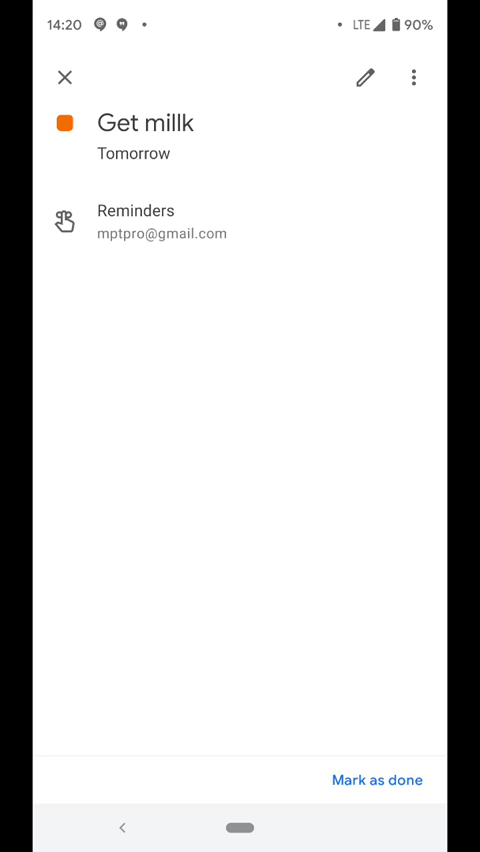 14:20
LTE 90%
Get millk
Tomorrow
Reminders
mptpro@gmail.com
Mark as done